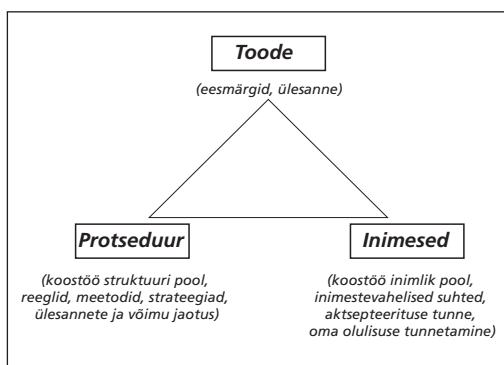 Toode
(eesmärgid, ülesanne)
Protseduur
(koostöö struktuuri pool,
reeglid, meetodid, strateegiad,
ülesannete ja võimu jaotus)
Inimesed
(koostöö inimlik pool,
inimestevahelised suhted,
aktsepteerituse tunne,
oma olulisuse tunnetamine)